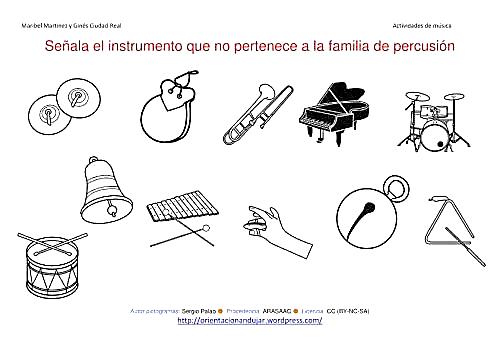 Maribel Martínez y Ginés Ciudad Real
Actividades de música
Señala el instrumento que no pertenece a la familia de percusión
Autor pictogramas: Sergio Palao Procedencia: ARASAAC Licencia: CC (BY-NC-SA)
http://orientacionandujar.wordpress.com/